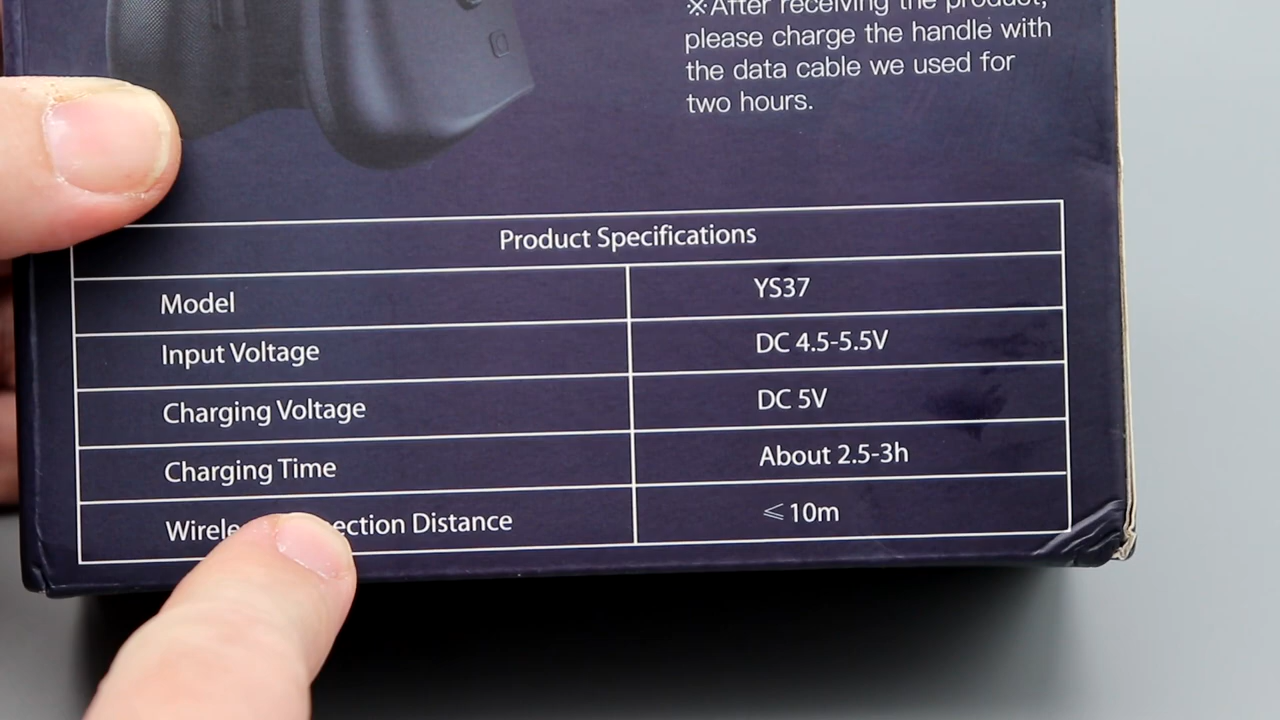 ※After receiving the product,
please charge the handle with
the data cable we used for
two hours.
Product Specifications
Model YS37
Input Voltage DC 4.5-5.5V
Charging Voltage DC 5V
Charging Time About 2.5-3h
Distance ≤10m